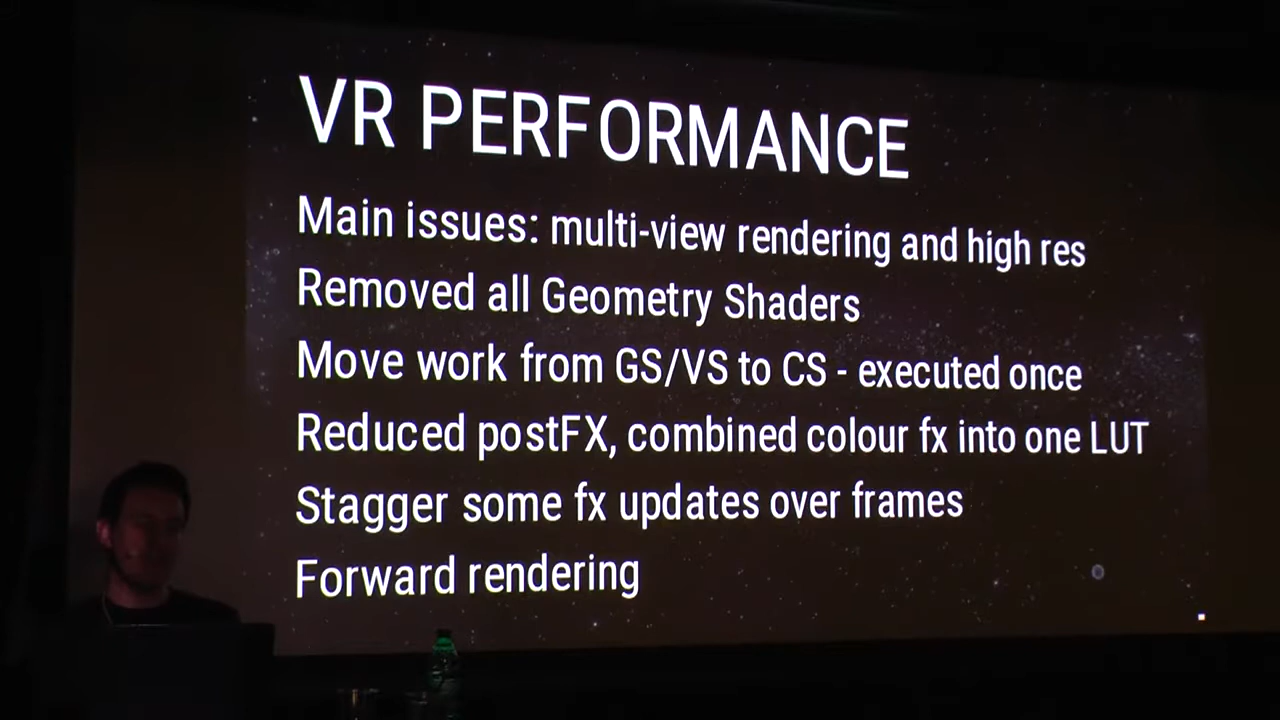 VR PERFORMANCE
Main issues: multi-view rendering and high res
Removed all Geometry Shaders
Move work from GS/VS to CS - executed once
Reduced postFX, combined colour fx into one LUT
Stagger some fx updates over frames
Forward rendering